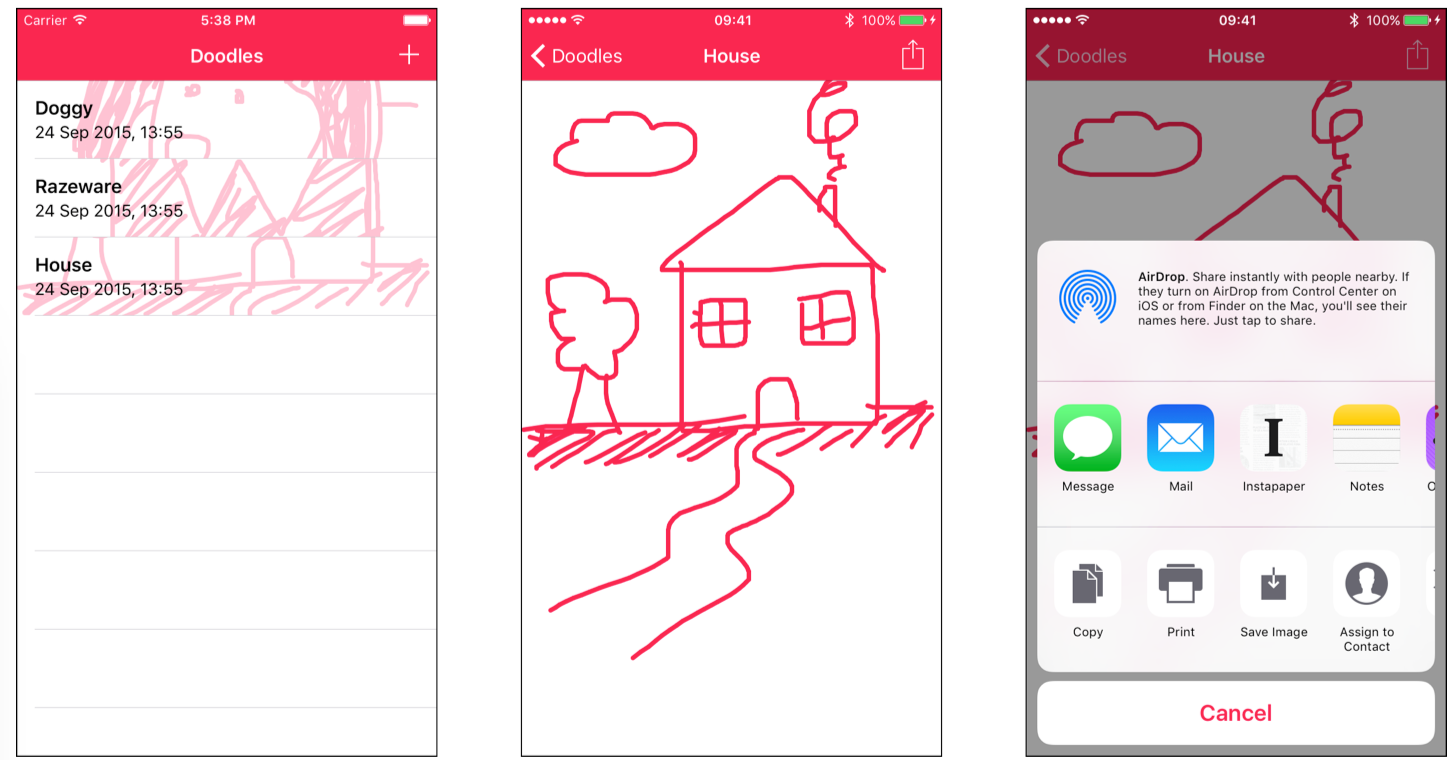 Carrier 5:38 PM
Doodles
Doggy
24 Sep 2015, 13:55
Razeware
24 Sep 2015, 13:55
House
24 Sep 2015, 13:55
09:41 100%
Doodles House
09:41 100%
Doodles House
AirDrop. Share instantly with people nearby. If
they turn on AirDrop from Control Center on
iOS or from Finder on the Mac, you'll see their
names here. Just tap to share.
I
Message Mail Instapaper Notes O
Copy Print Save Image Assign to
Contact
Cancel